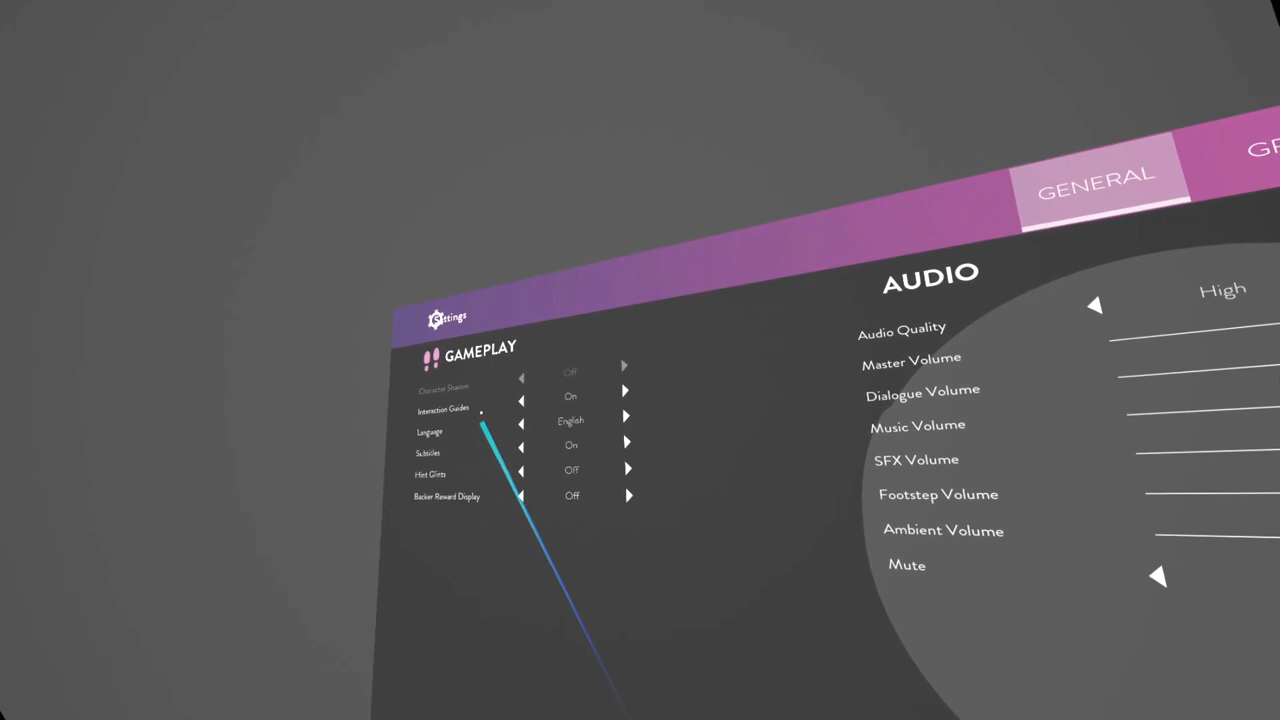 GENERAL
GR
Settings
GAMEPLAY
Character Shadow Off
Interaction Guides On
Language English
Subtitles On
Hint Glints Off
Backer Reward Display Off
AUDIO
Audio Quality High
Master Volume
Dialogue Volume
Music Volume
SFX Volume
Footstep Volume
Ambient Volume
Mute